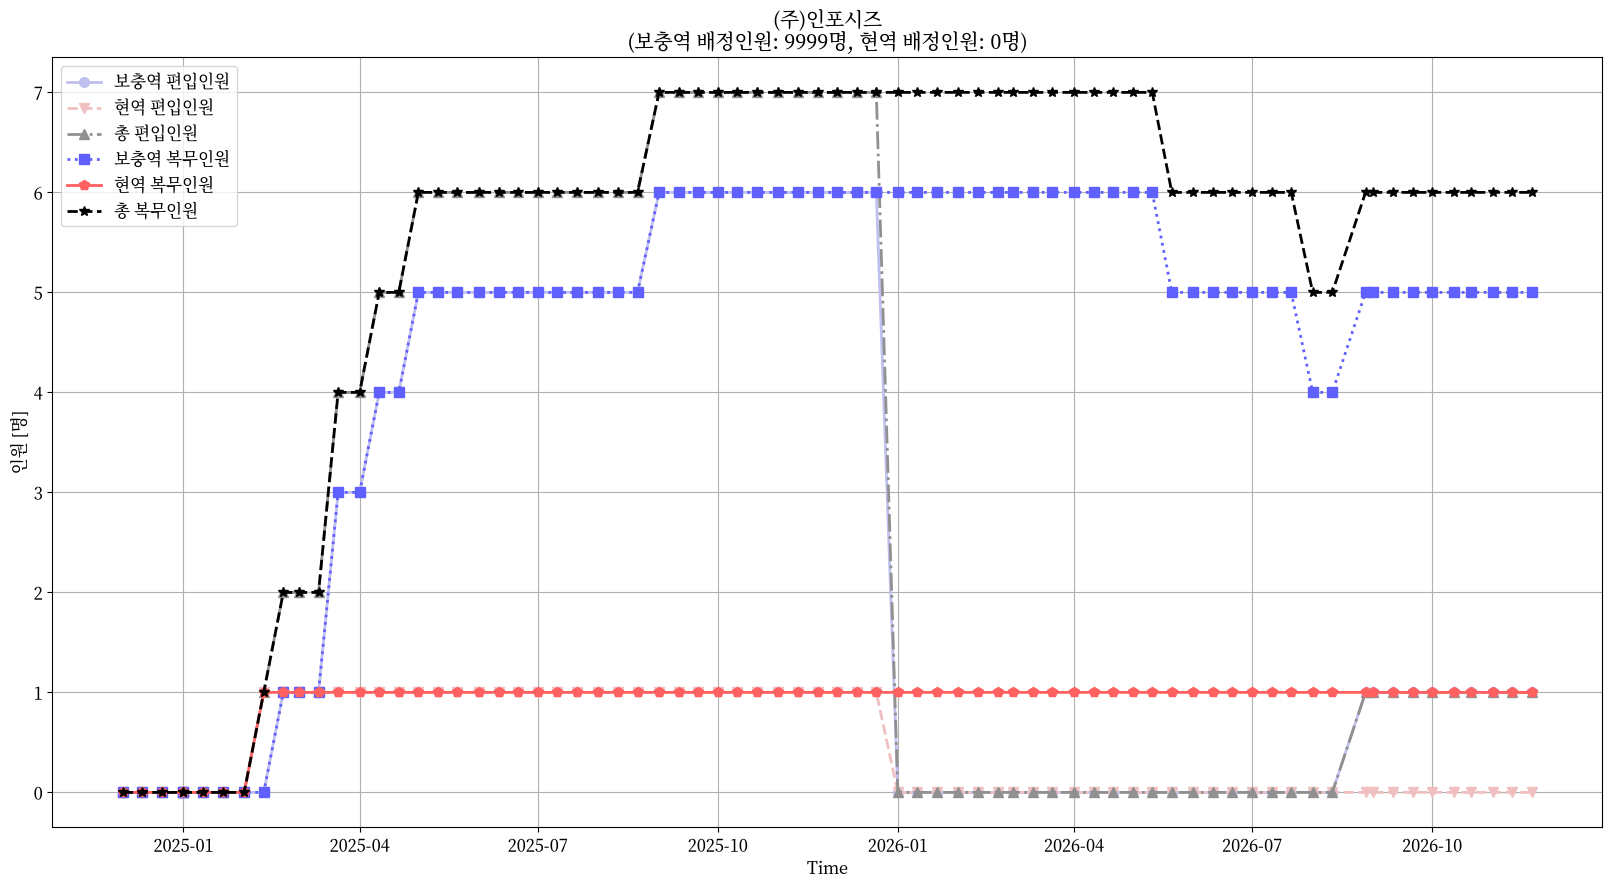 (주)인포시즈
(보충역 배정인원: 9999명, 현역 배정인원: 0명)
보충역 편입인원
현역 편입인원
총 편입인원
보충역 복무인원
현역 복무인원
총 복무인원
인원 [명]
7
6
5
4
3
2
1
0
2025-01
2025-04
2025-07
2025-10
2026-01
2026-04
2026-07
2026-10
Time